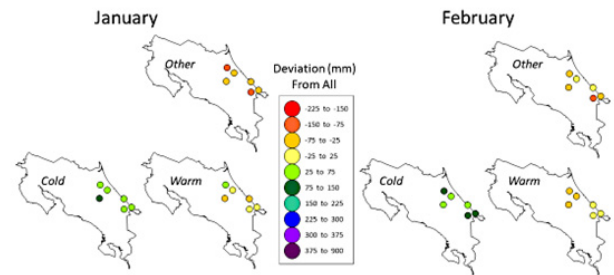 January
February
Other
Other
Deviation (mm)
From All
-225 to -150
-150 to -75
-75 to -25
-25 to 25
25 to 75
75 to 150
150 to 225
225 to 300
300 to 375
375 to 900
Cold
Warm
Cold
Warm